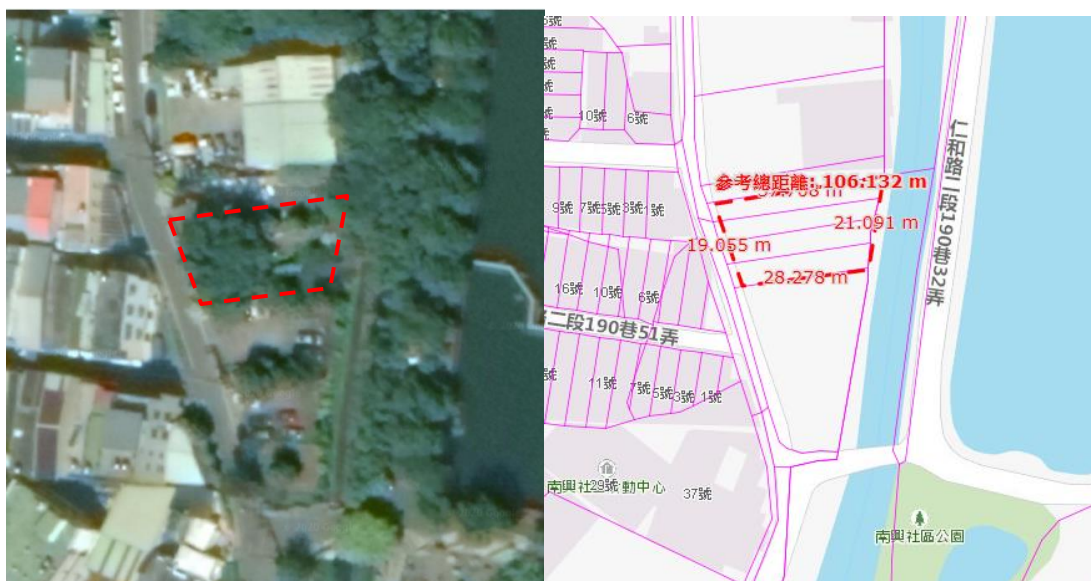 號
10號
6號
參考總距離: 106.132 m
21.091 m
19.055 m
28.278 m
9號
7號
5號
3號
1號
16號
10號
6號
二段190巷51弄
仁和路二段190巷32弄
11號
7號
5號
3號
1號
29號
37號
南興社區公園